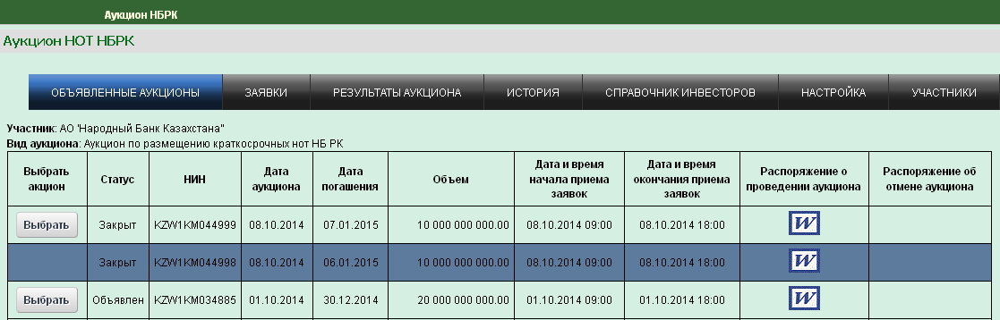 Аукцион НБРК
Аукцион НОТ НБРК
ОБЪЯВЛЕННЫЕ АУКЦИОНЫ ЗАЯВКИ РЕЗУЛЬТАТЫ АУКЦИОНА ИСТОРИЯ СПРАВОЧНИК ИНВЕСТОРОВ НАСТРОЙКА УЧАСТНИКИ
Участник: АО 'Народный Банк Казахстана"
Вид аукциона: Аукцион по размещению краткосрочных нот НБ РК
Выбрать акцион Статус НИН Дата аукциона Дата погашения Объем Дата и время начала приема заявок Дата и время окончания приема заявок Распоряжение о проведении аукциона Распоряжение об отмене аукциона
Выбрать Закрыт KZW1KM044999 08.10.2014 07.01.2015 10 000 000 000.00 08.10.2014 09:00 08.10.2014 18:00 W
Закрыт KZW1KM044998 08.10.2014 06.01.2015 10 000 000 000.00 08.10.2014 09:00 08.10.2014 18:00 W
Выбрать Объявлен KZW1KM034885 01.10.2014 30.12.2014 20 000 000 000.00 01.10.2014 09:00 01.10.2014 18:00 W